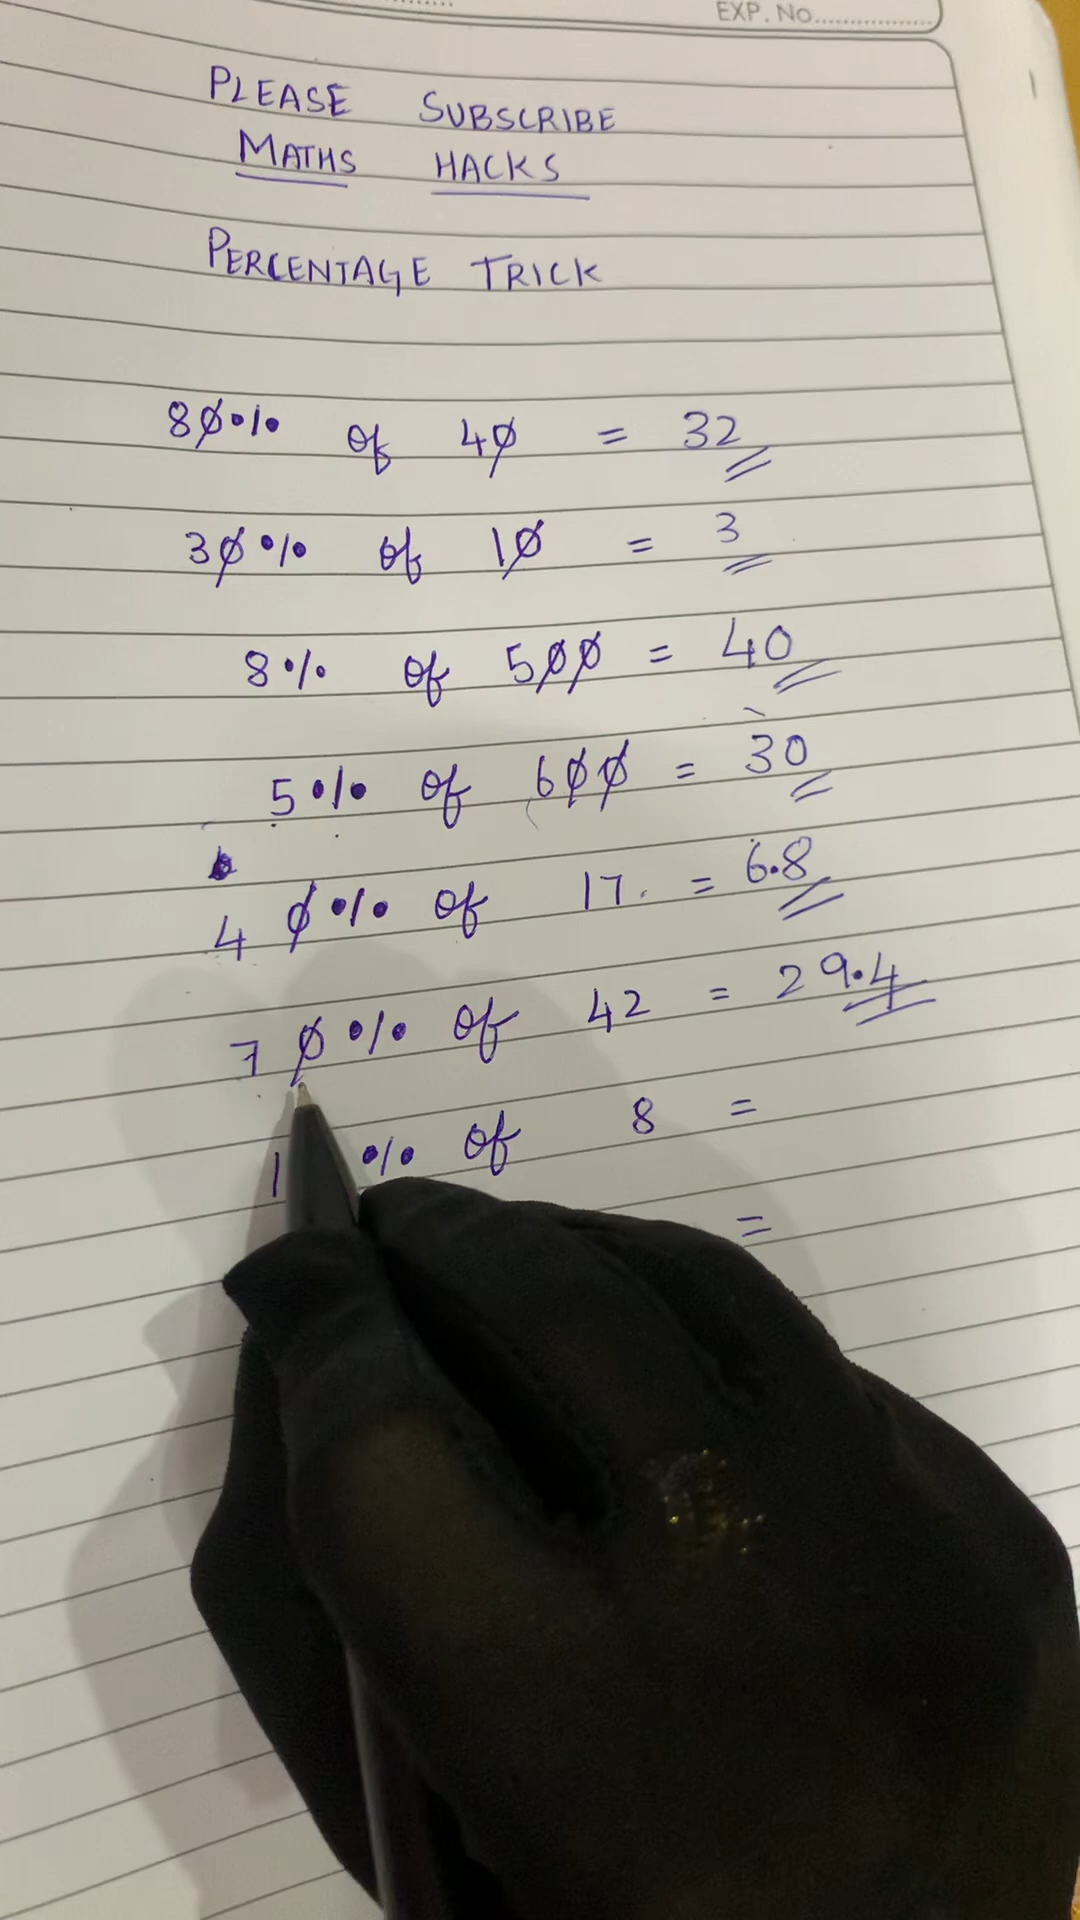 EXP. No.
PLEASE SUBSCRIBE
MATHS HACKS
PERCENTAGE TRICK
80% of 40 = 32
30% of 10 = 3
8% of 500 = 40
5% of 600 = 30
40% of 17. = 6.8
70% of 42 = 29.4
1 % of 8 =
=